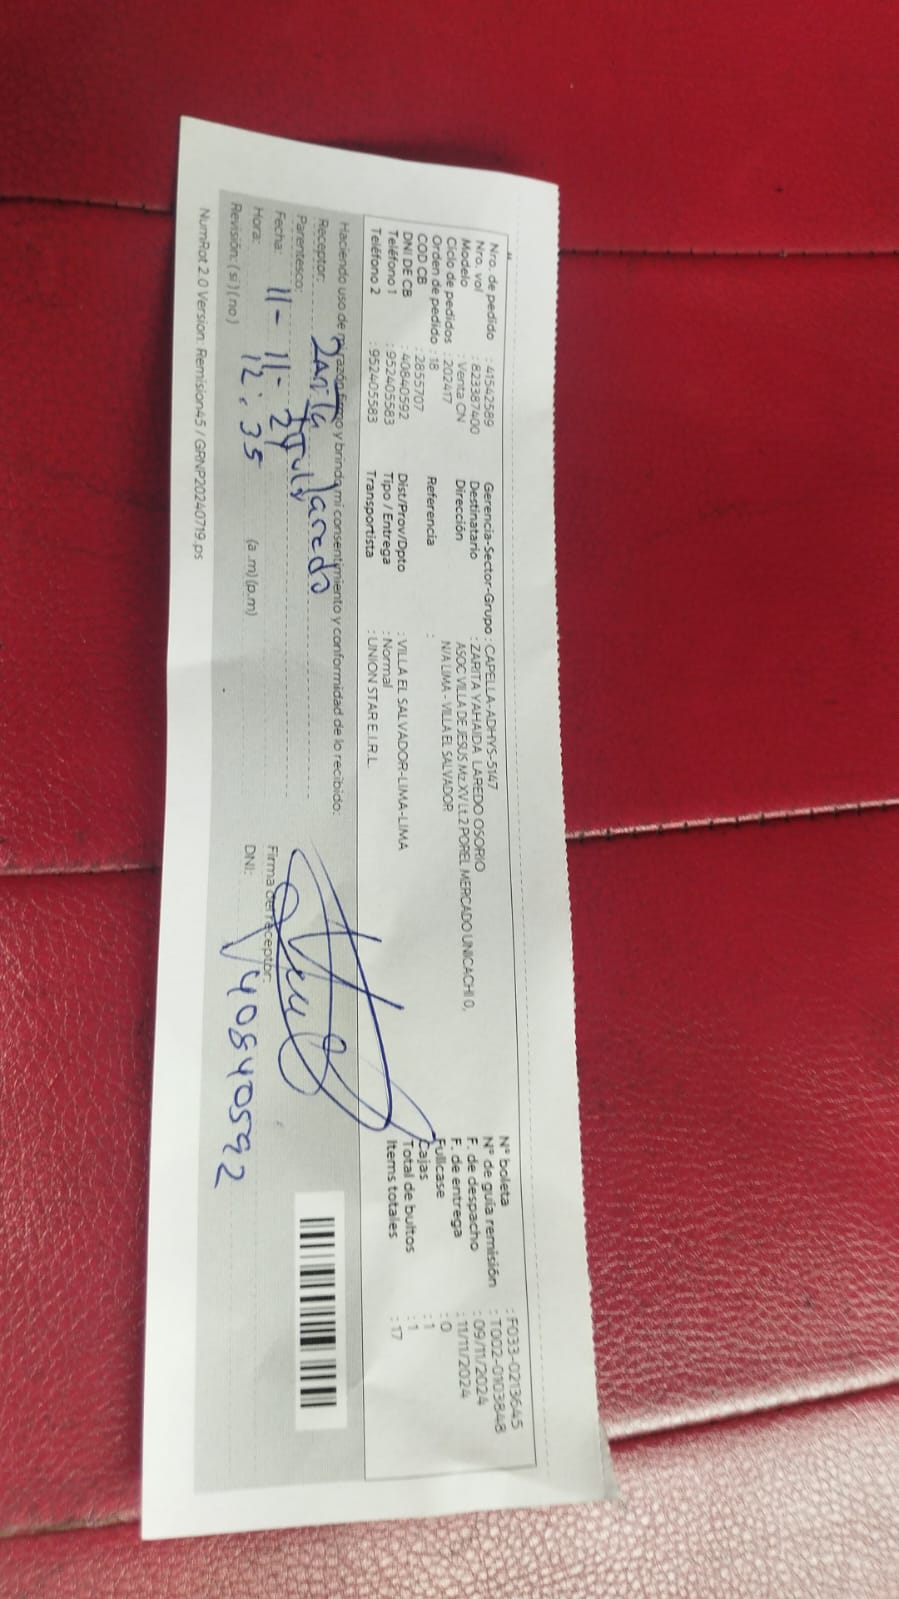 Nro. de pedido : 41542589
Nro. vol : 823387400
Modelo : Venta CN
Ciclo de pedidos : 202417
Orden de pedido : 18
COD CB : 2855707
DNI DE CB : 40840592
Teléfono 1 : 952405583
Teléfono 2 : 952405583
Gerencia-Sector-Grupo : CAPELLA-ADHYS-5147
Destinatario : ZARITA YAHAIDA LAREDO OSORIO
Dirección ASOC VILLA DE JESUS Mz.XV Lt.2 POREL MERCADO UNICACHI 0,
N/A LIMA - VILLA EL SALVADOR
Referencia :
Dist/Prov/Dpto : VILLA EL SALVADOR-LIMA-LIMA
Tipo / Entrega : Normal
Transportista : UNION STAR E.I.R.L
N° boleta : F033-0213645
N° de guía remisión : T002-0103848
F. de despacho : 09/11/2024
F. de entrega : 11/11/2024
Fullcase : 0
Cajas : 1
Total de bultos : 1
Items totales : 17
Haciendo uso de mi razón firmo y brindo mi consentimiento y conformidad de lo recibido:
Receptor: Laredo
Parentesco:
Fecha: 11-11-24
Hora: 12:35 (a.m) (p.m)
Revisión: ( si ) ( no )
Firma del receptor:
DNI: 40840592
NumRot 2.0 Version: Remision45 / GRNP20240719.ps